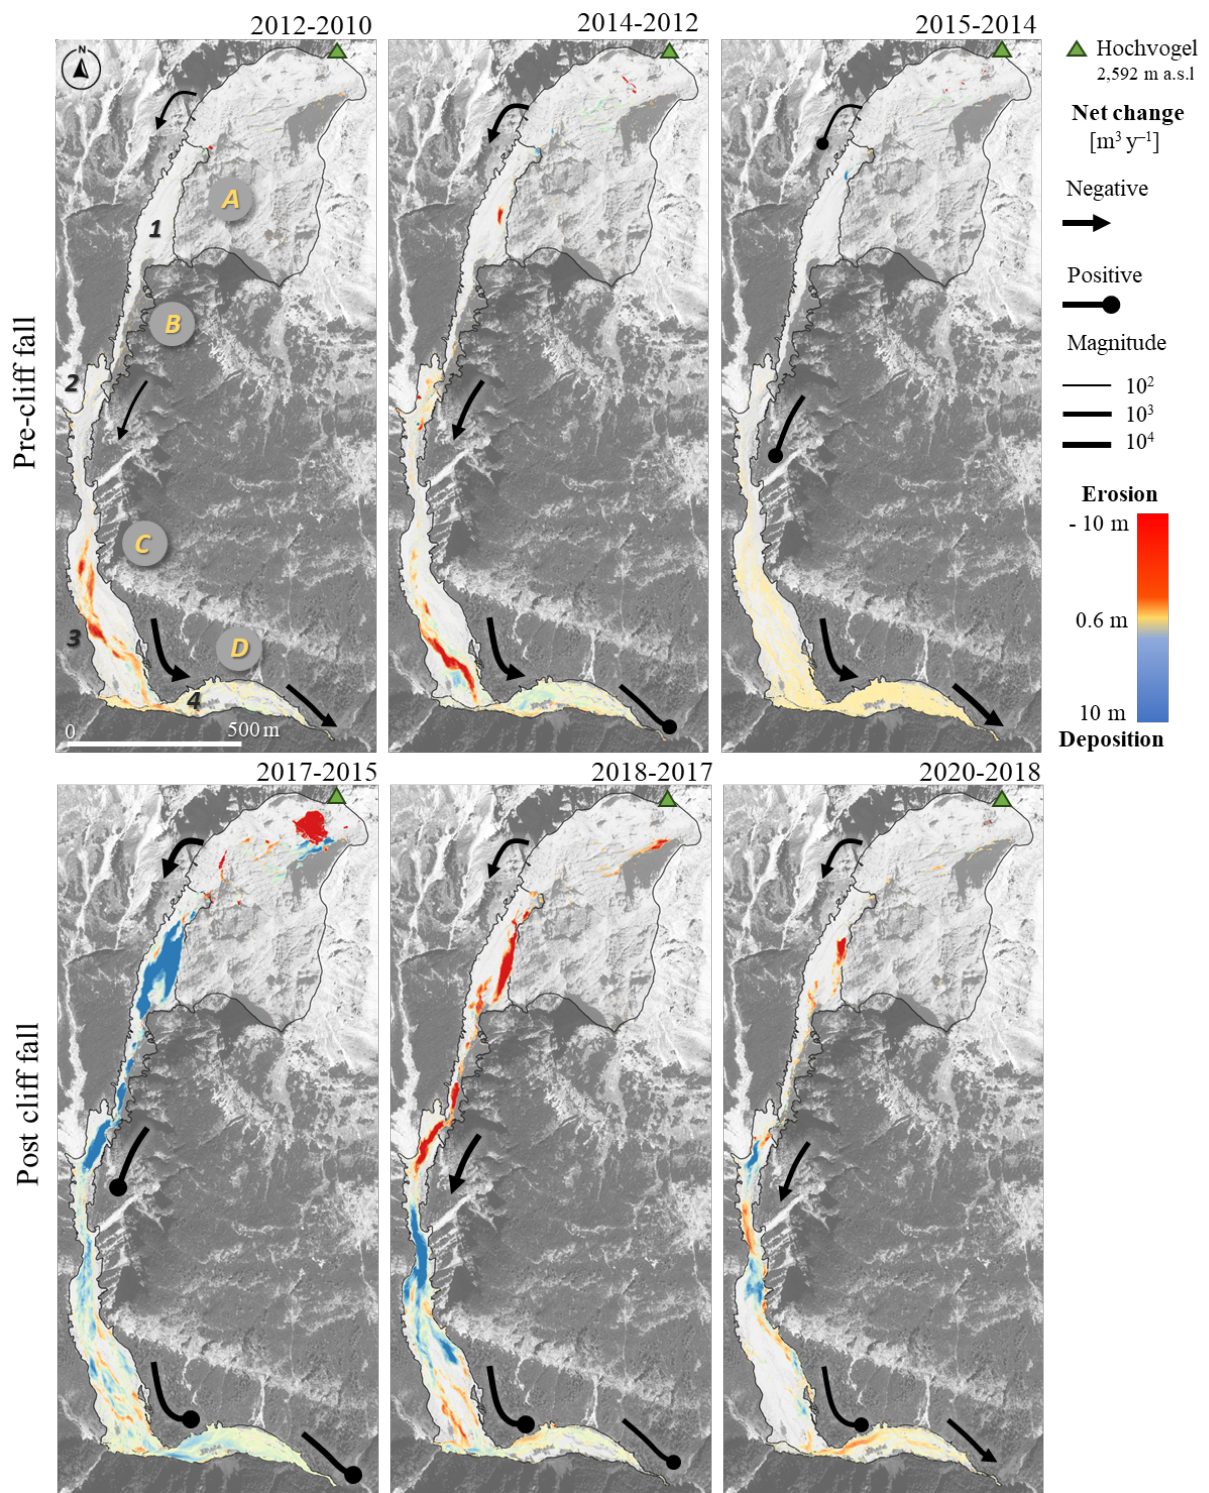 2012-2010
2014-2012
2015-2014
N
Hochvogel
2,592 m a.s.l
Net change
[m³ y⁻¹]
Negative
Positive
Magnitude
10²
10³
10⁴
Erosion
- 10 m
0.6 m
10 m
Deposition
Pre-cliff fall
A
1
B
2
C
3
D
4
0
500 m
2017-2015
2018-2017
2020-2018
Post cliff fall